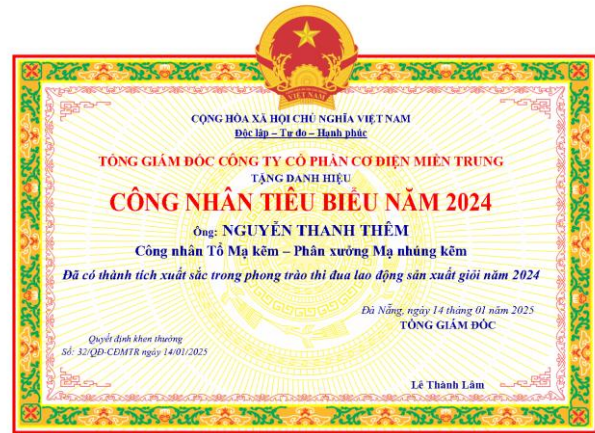 VIỆT NAM
CỘNG HÒA XÃ HỘI CHỦ NGHĨA VIỆT NAM
Độc lập – Tự do – Hạnh phúc
TỔNG GIÁM ĐỐC CÔNG TY CỔ PHẦN CƠ ĐIỆN MIỀN TRUNG
TẶNG DANH HIỆU
CÔNG NHÂN TIÊU BIỂU NĂM 2024
Ông: NGUYỄN THANH THÊM
Công nhân Tổ Mạ kẽm – Phân xưởng Mạ nhúng kẽm
Đã có thành tích xuất sắc trong phong trào thi đua lao động sản xuất giỏi năm 2024
Đà Nẵng, ngày 14 tháng 01 năm 2025
TỔNG GIÁM ĐỐC
Quyết định khen thưởng
Số: 32/QĐ-CĐMTR ngày 14/01/2025
Lê Thành Lâm